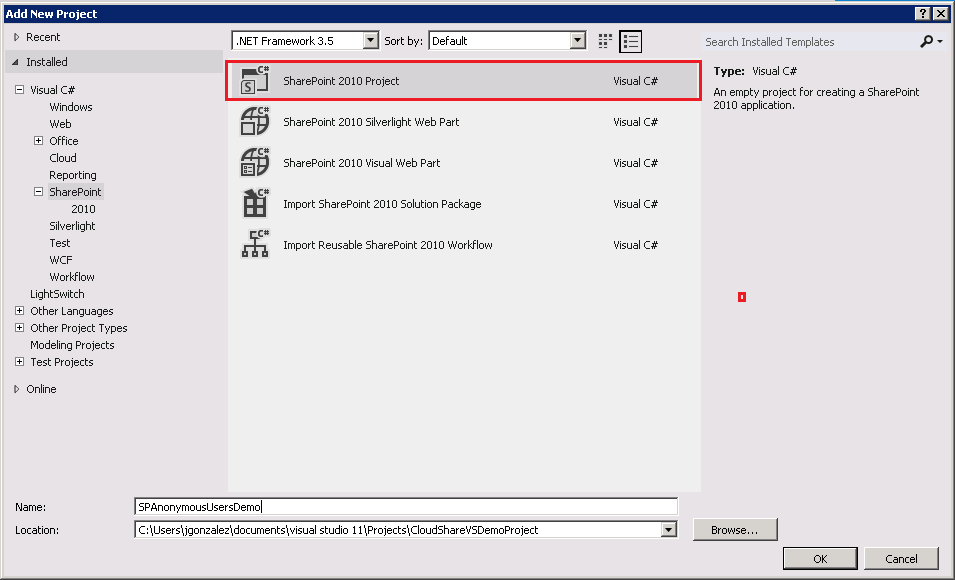 Add New Project
Recent
.NET Framework 3.5
Sort by:
Default
Search Installed Templates
Installed
Visual C#
Windows
Web
Office
Cloud
Reporting
SharePoint
2010
Silverlight
Test
WCF
Workflow
LightSwitch
Other Languages
Other Project Types
Modeling Projects
Test Projects
Online
SharePoint 2010 Project Visual C#
SharePoint 2010 Silverlight Web Part Visual C#
SharePoint 2010 Visual Web Part Visual C#
Import SharePoint 2010 Solution Package Visual C#
Import Reusable SharePoint 2010 Workflow Visual C#
Type: Visual C#
An empty project for creating a SharePoint
2010 application.
Name: SPAnonymousUsersDemo
Location: C:\Users\jgonzalez\documents\visual studio 11\Projects\CloudShareVSDemoProject
Browse...
OK
Cancel